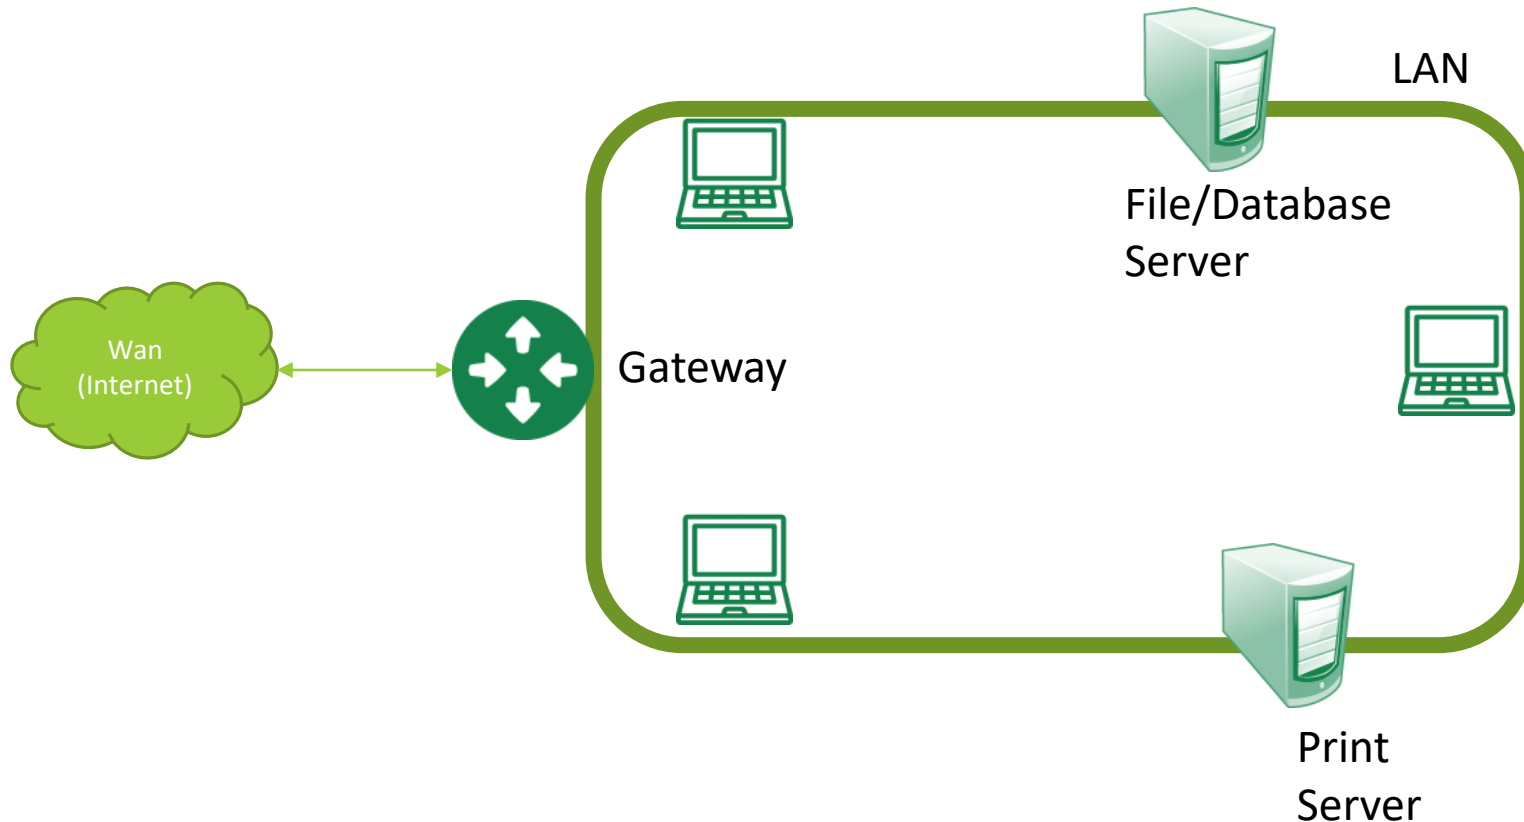 LAN
File/Database
Server
Wan
(Internet)
Gateway
Print
Server